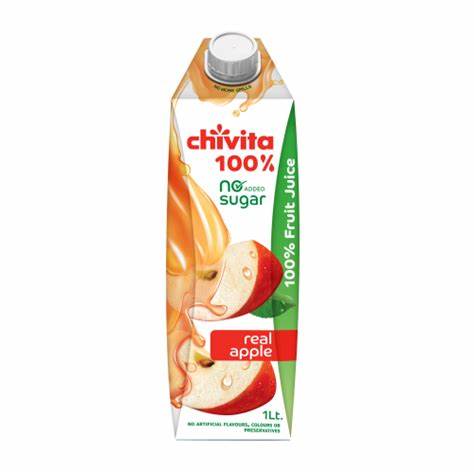 NO MORE SPILLS
chivita
100%
no ADDED
sugar
100% Fruit Juice
real
apple
1Lt.
NO ARTIFICIAL FLAVOURS, COLOURS OR
PRESERVATIVES